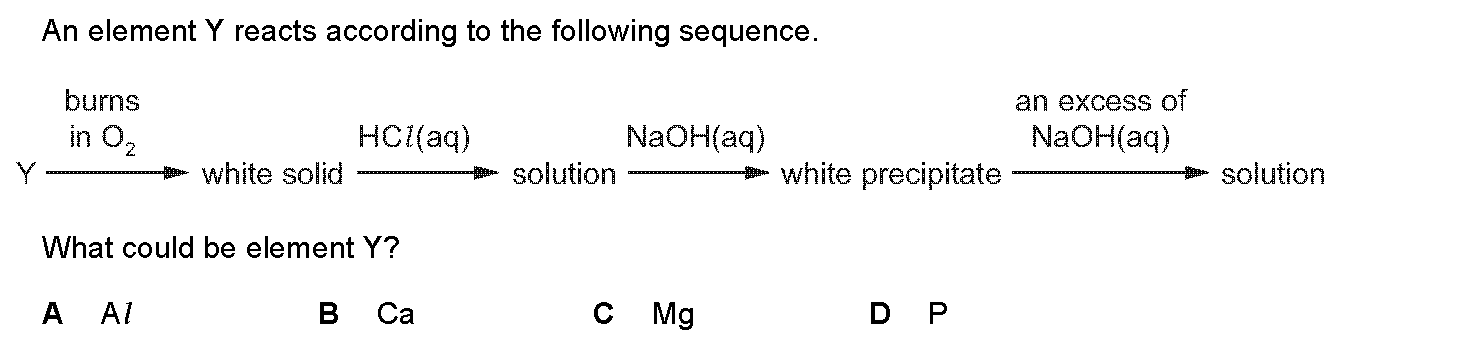 An element Y reacts according to the following sequence.
burns
in O₂
HCl(aq)
NaOH(aq)
an excess of
NaOH(aq)
Y white solid solution white precipitate solution
What could be element Y?
A Al B Ca C Mg D P